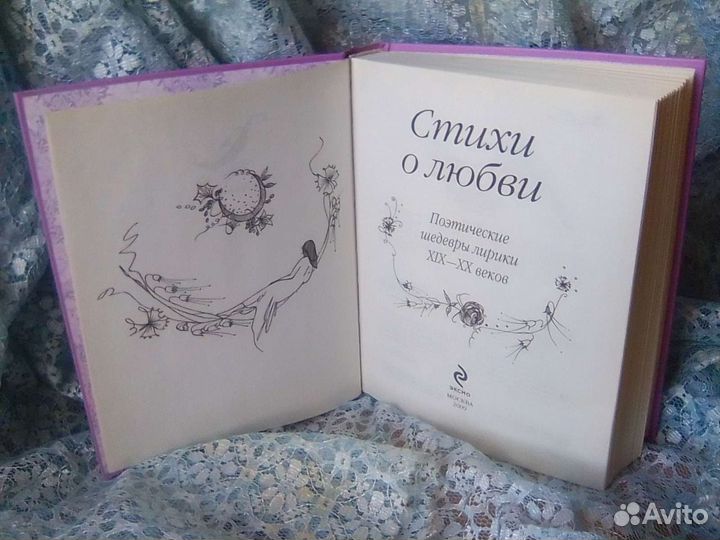 Стихи
о любви
Поэтические
шедевры лирики
XIX—XX веков
ЭКСМО
МОСКВА
Avito